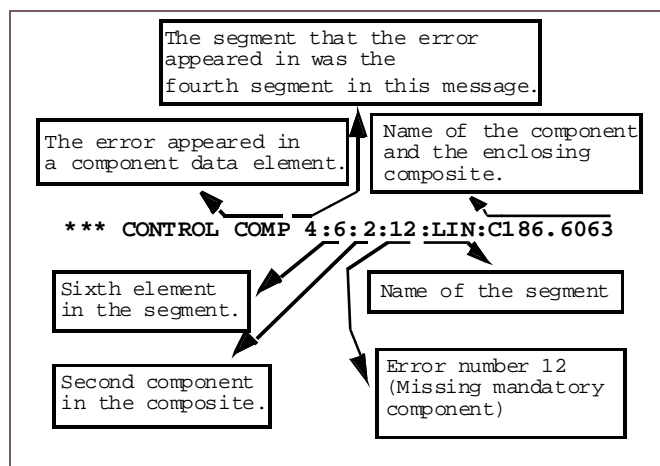 The segment that the error
appeared in was the
fourth segment in this message.
The error appeared in
a component data element.
Name of the component
and the enclosing
composite.
*** CONTROL COMP 4:6:2:12:LIN:C186.6063
Sixth element
in the segment.
Name of the segment
Second component
in the composite.
Error number 12
(Missing mandatory
component)